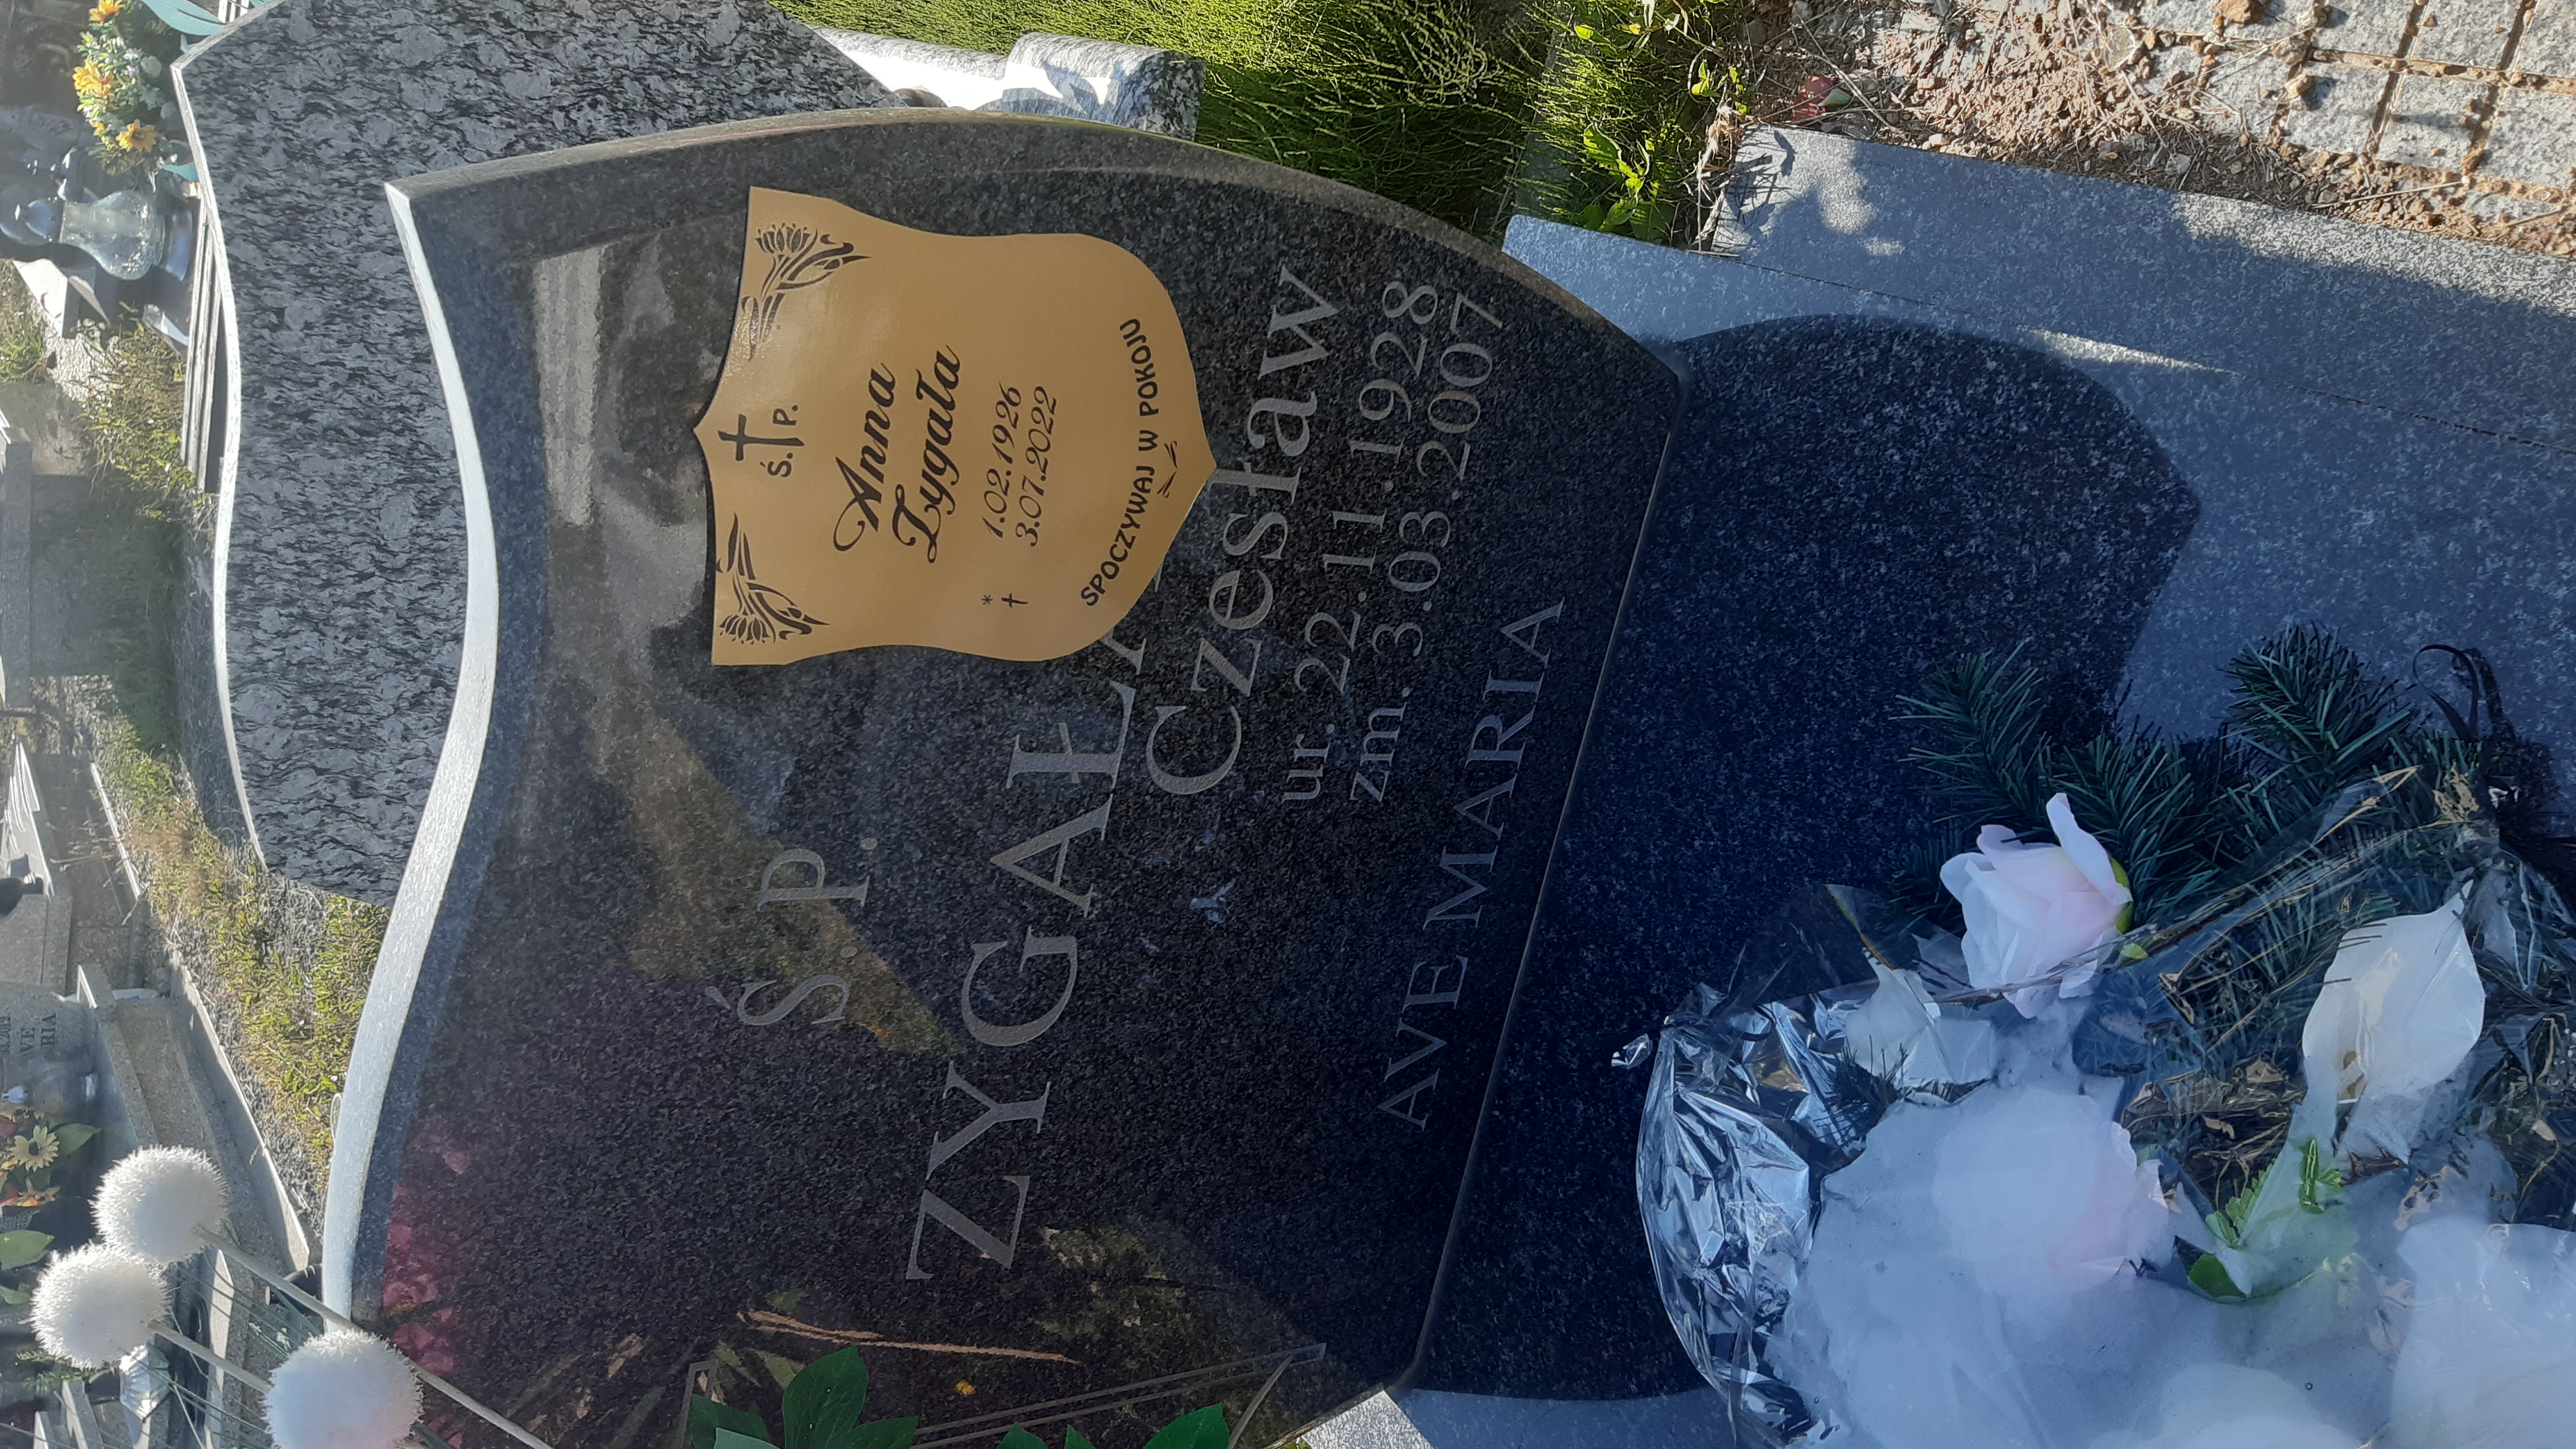 Ś. P.
Anna
Zygała
* 1.02.1926
† 3.07.2022
SPOCZYWAJ W POKOJU
Ś.P.
ZYGAŁ
Czesław
ur. 22.11.1928
zm. 3.03.2007
AVE MARIA